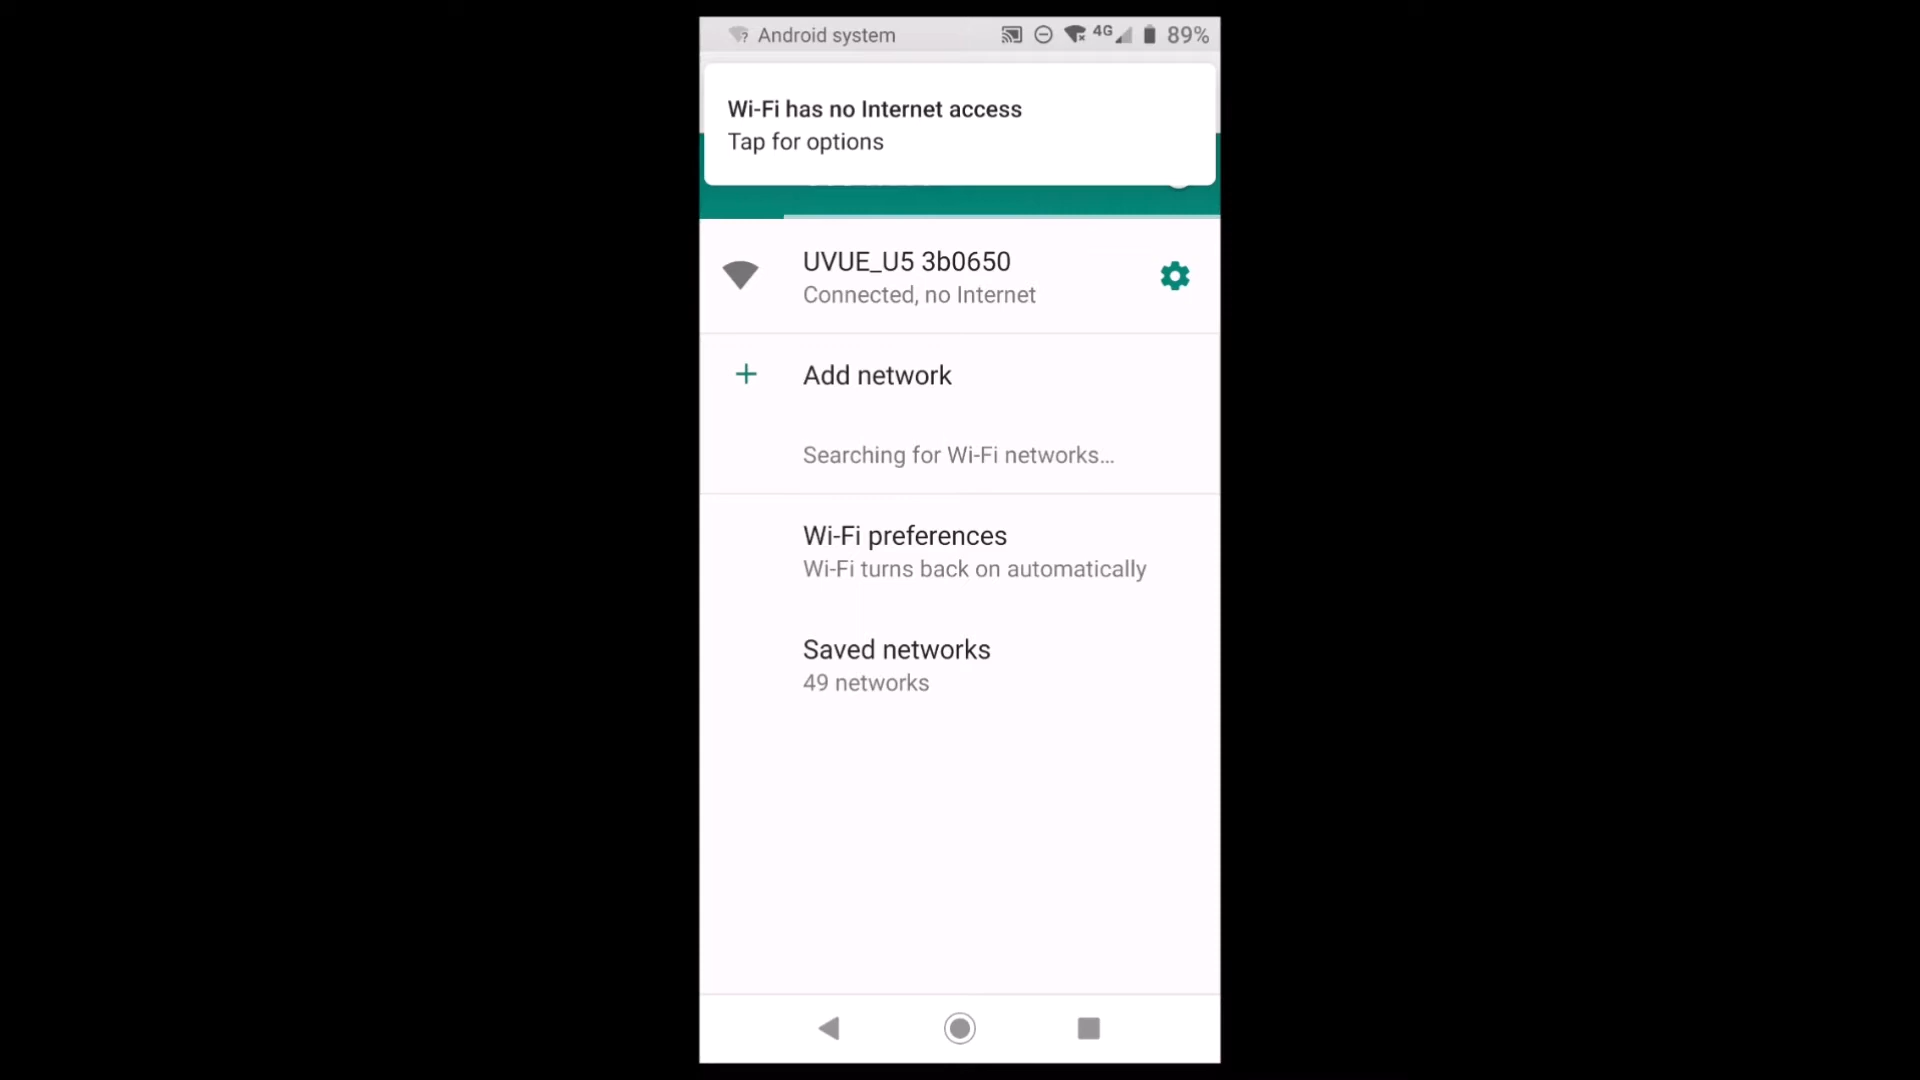 Android system
4G 89%
Wi-Fi has no Internet access
Tap for options
UVUE_U5 3b0650
Connected, no Internet
Add network
Searching for Wi-Fi networks…
Wi-Fi preferences
Wi-Fi turns back on automatically
Saved networks
49 networks